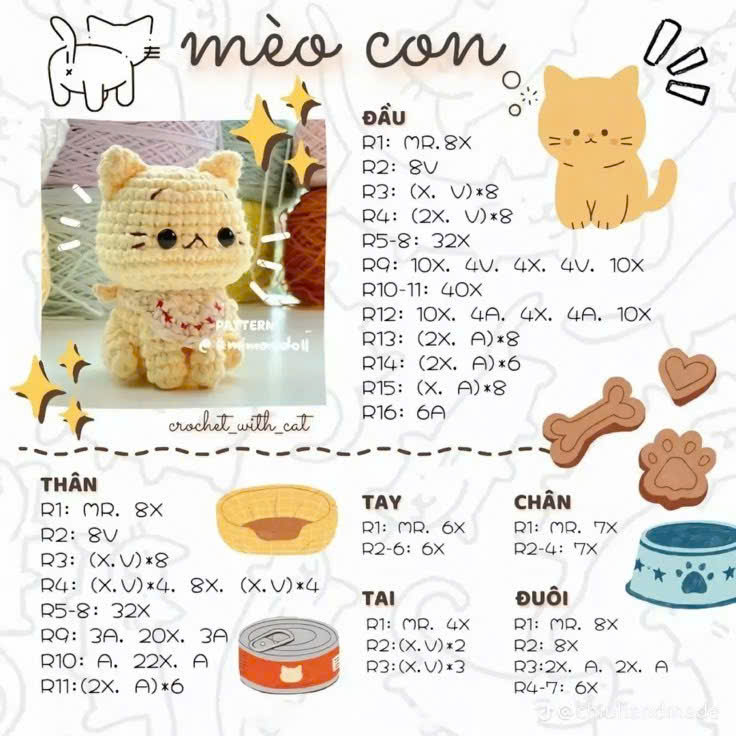 mèo con
ĐẦU
R1: MR.8X
R2: 8V
R3: (X. V)*8
R4: (2X. V)*8
R5-8: 32X
R9: 10X. 4V. 4X. 4V. 10X
R10-11: 40X
R12: 10X. 4A. 4X. 4A. 10X
R13: (2X. A)*8
R14: (2X. A)*6
R15: (X. A)*8
R16: 6A
PATTERN
crochet_with_cat
THÂN
R1: MR. 8X
R2: 8V
R3: (X.V)*8
R4: (X.V)*4. 8X. (X.V)*4
R5-8: 32X
R9: 3A. 20X. 3A
R10: A. 22X. A
R11:(2X. A)*6
TAY
R1: MR. 6X
R2-6: 6X
CHÂN
R1: MR. 7X
R2-4: 7X
TAI
R1: MR. 4X
R2:(X.V)*2
R3:(X.V)*3
ĐUÔI
R1: MR. 8X
R2: 8X
R3:2X. A. 2X. A
R4-7: 6X